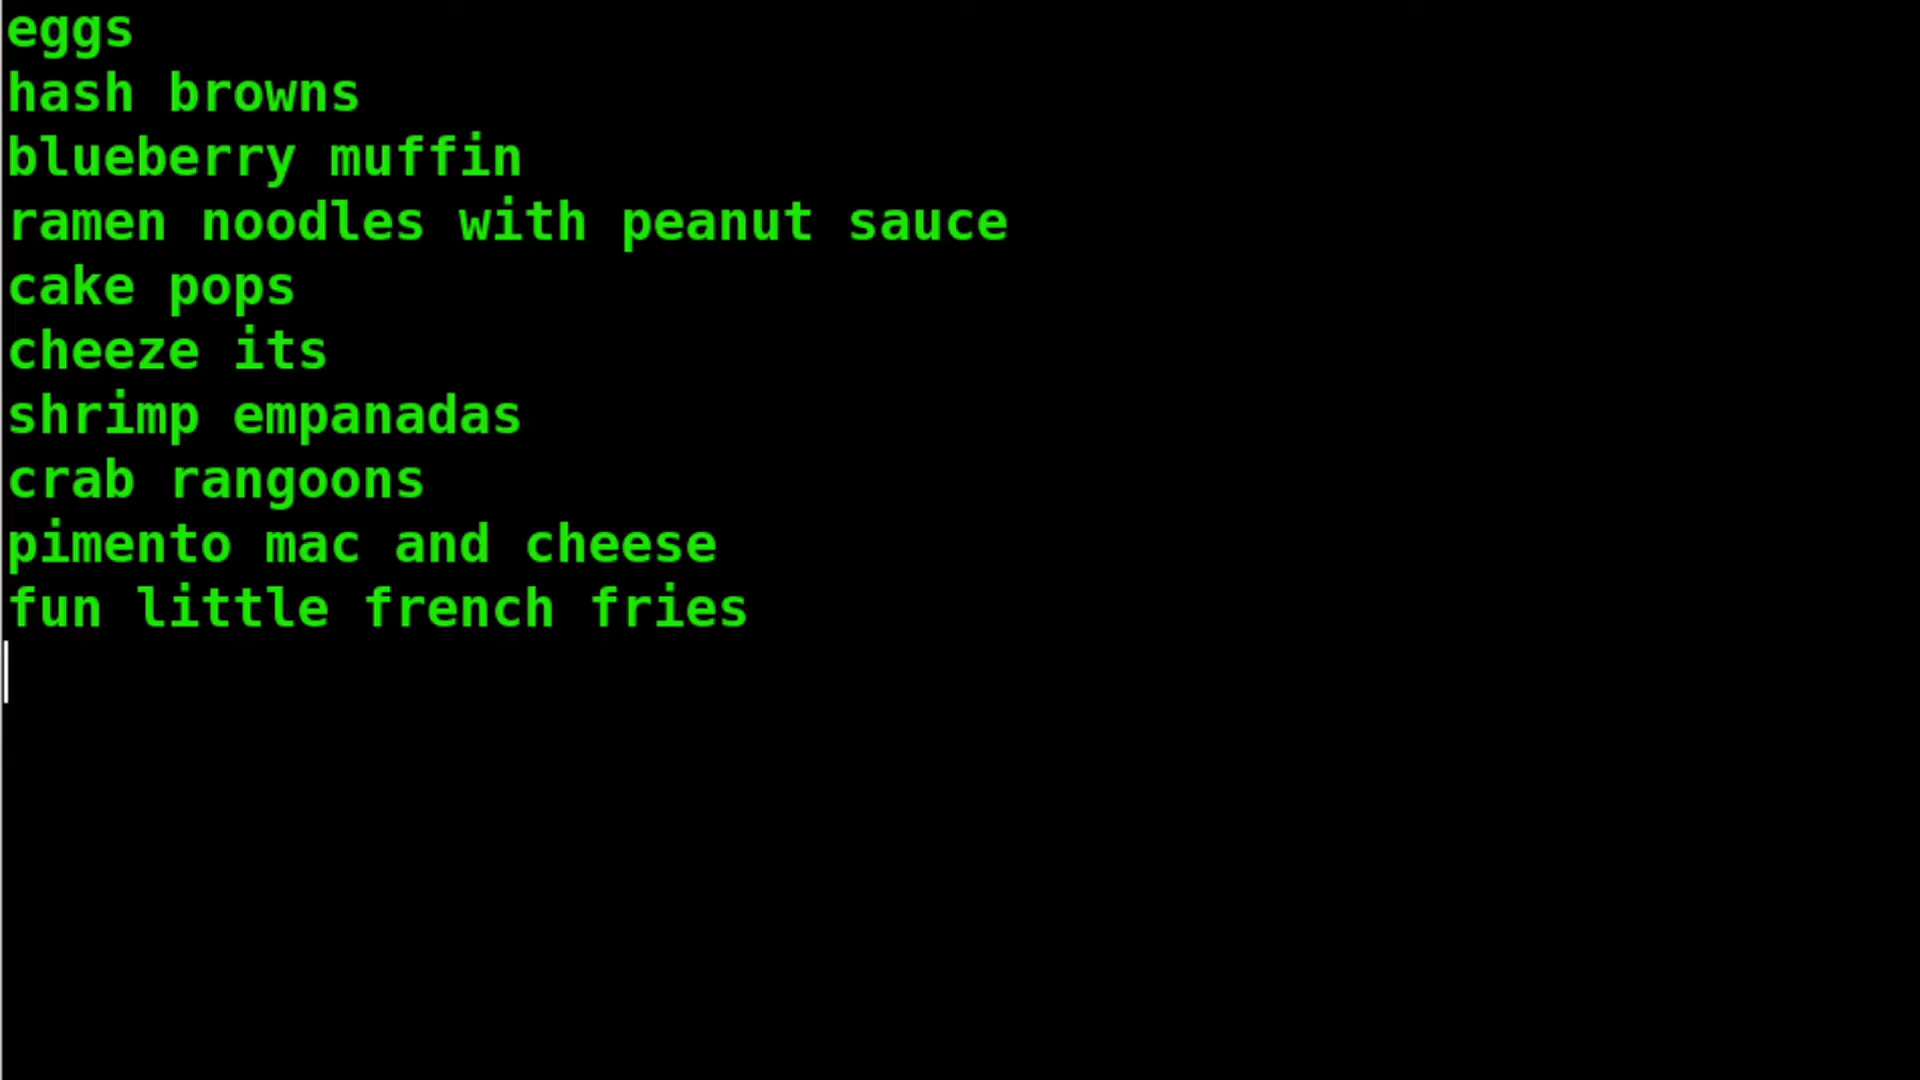 eggs
hash browns
blueberry muffin
ramen noodles with peanut sauce
cake pops
cheeze its
shrimp empanadas
crab rangoons
pimento mac and cheese
fun little french fries